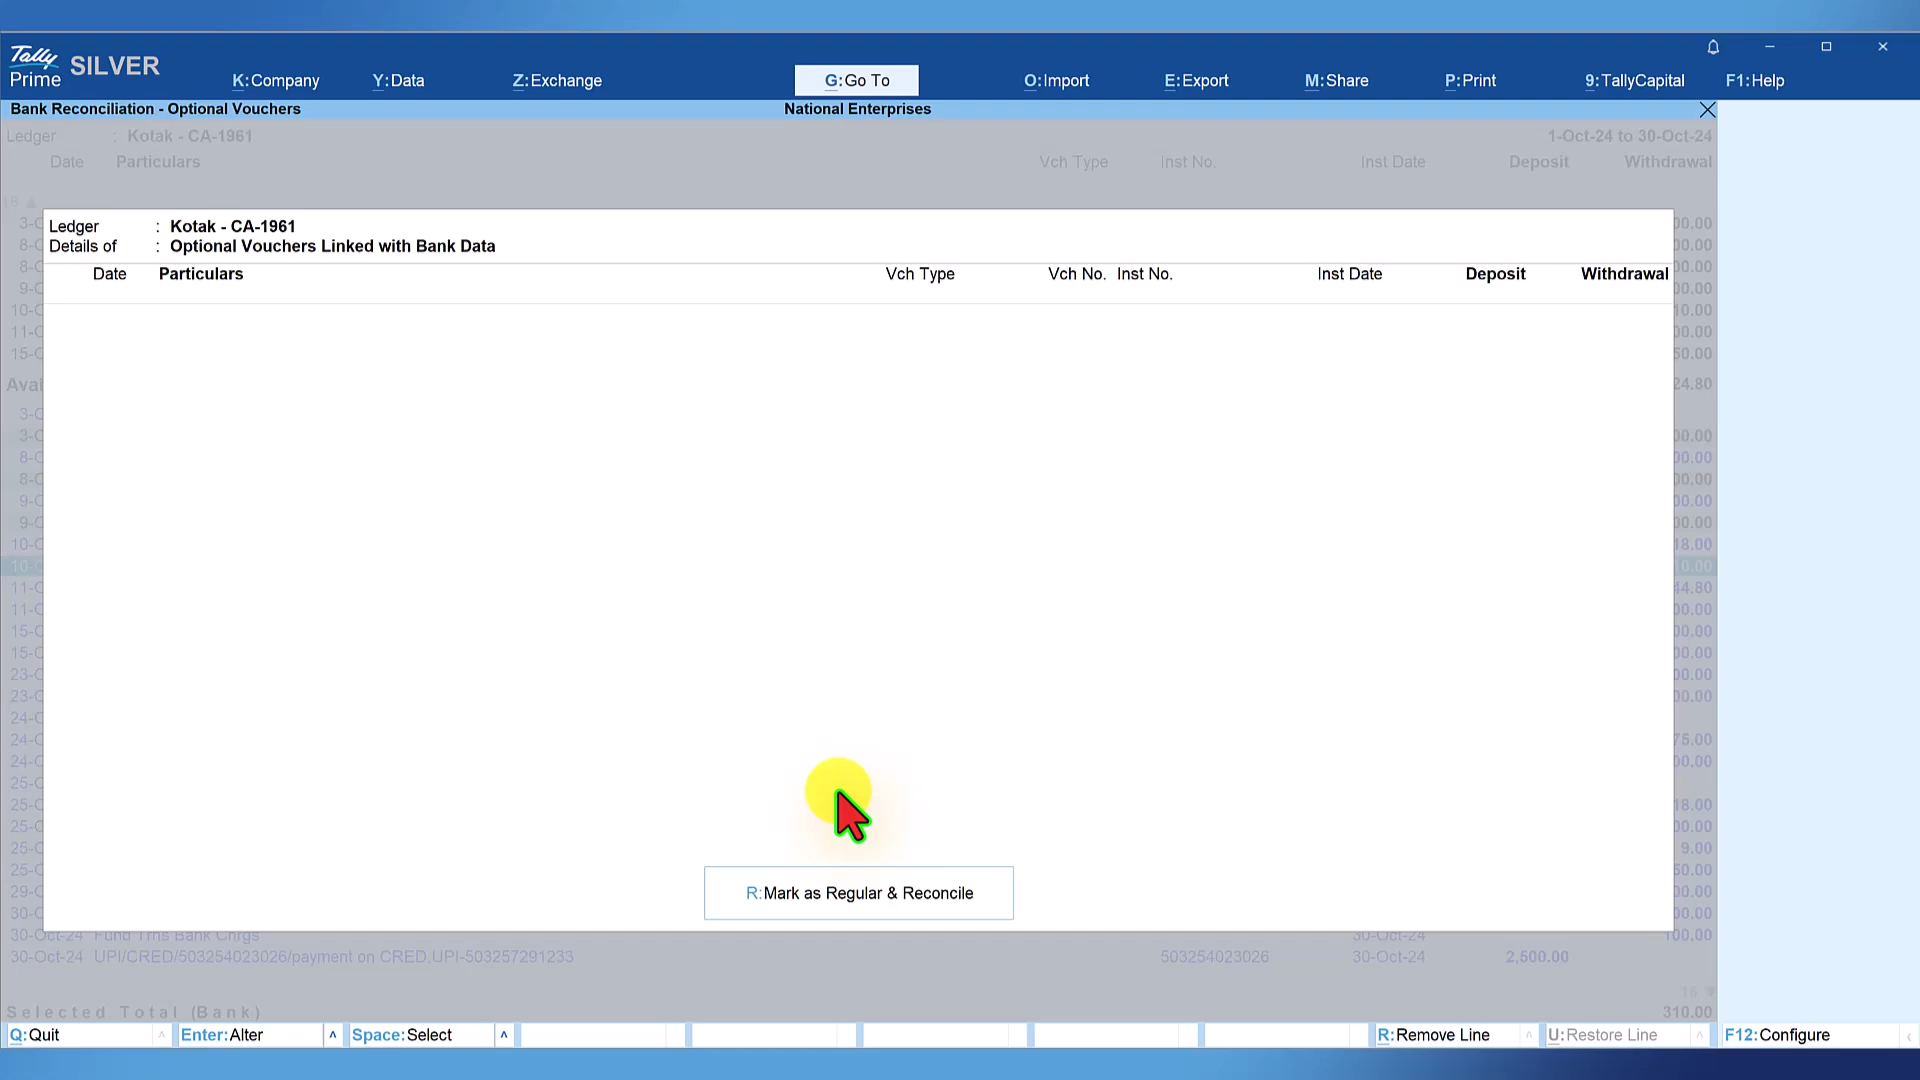 Tally
Prime SILVER
K:Company Y:Data Z:Exchange G:Go To O:Import E:Export M:Share P:Print 9:TallyCapital F1:Help
Bank Reconciliation - Optional Vouchers National Enterprises
Ledger : Kotak - CA-1961 1-Oct-24 to 30-Oct-24
Date Particulars Vch Type Inst No. Inst Date Deposit Withdrawal
Ledger : Kotak - CA-1961
Details of : Optional Vouchers Linked with Bank Data
Date Particulars Vch Type Vch No. Inst No. Inst Date Deposit Withdrawal
R:Mark as Regular & Reconcile
30-Oct-24 Fund Trns Bank Chrgs 30-Oct-24 100.00
30-Oct-24 UPI/CRED/503254023026/payment on CRED,UPI-503257291233 503254023026 30-Oct-24 2,500.00
Selected Total (Bank) 310.00
Q:Quit Enter:Alter Space:Select R:Remove Line U:Restore Line F12:Configure